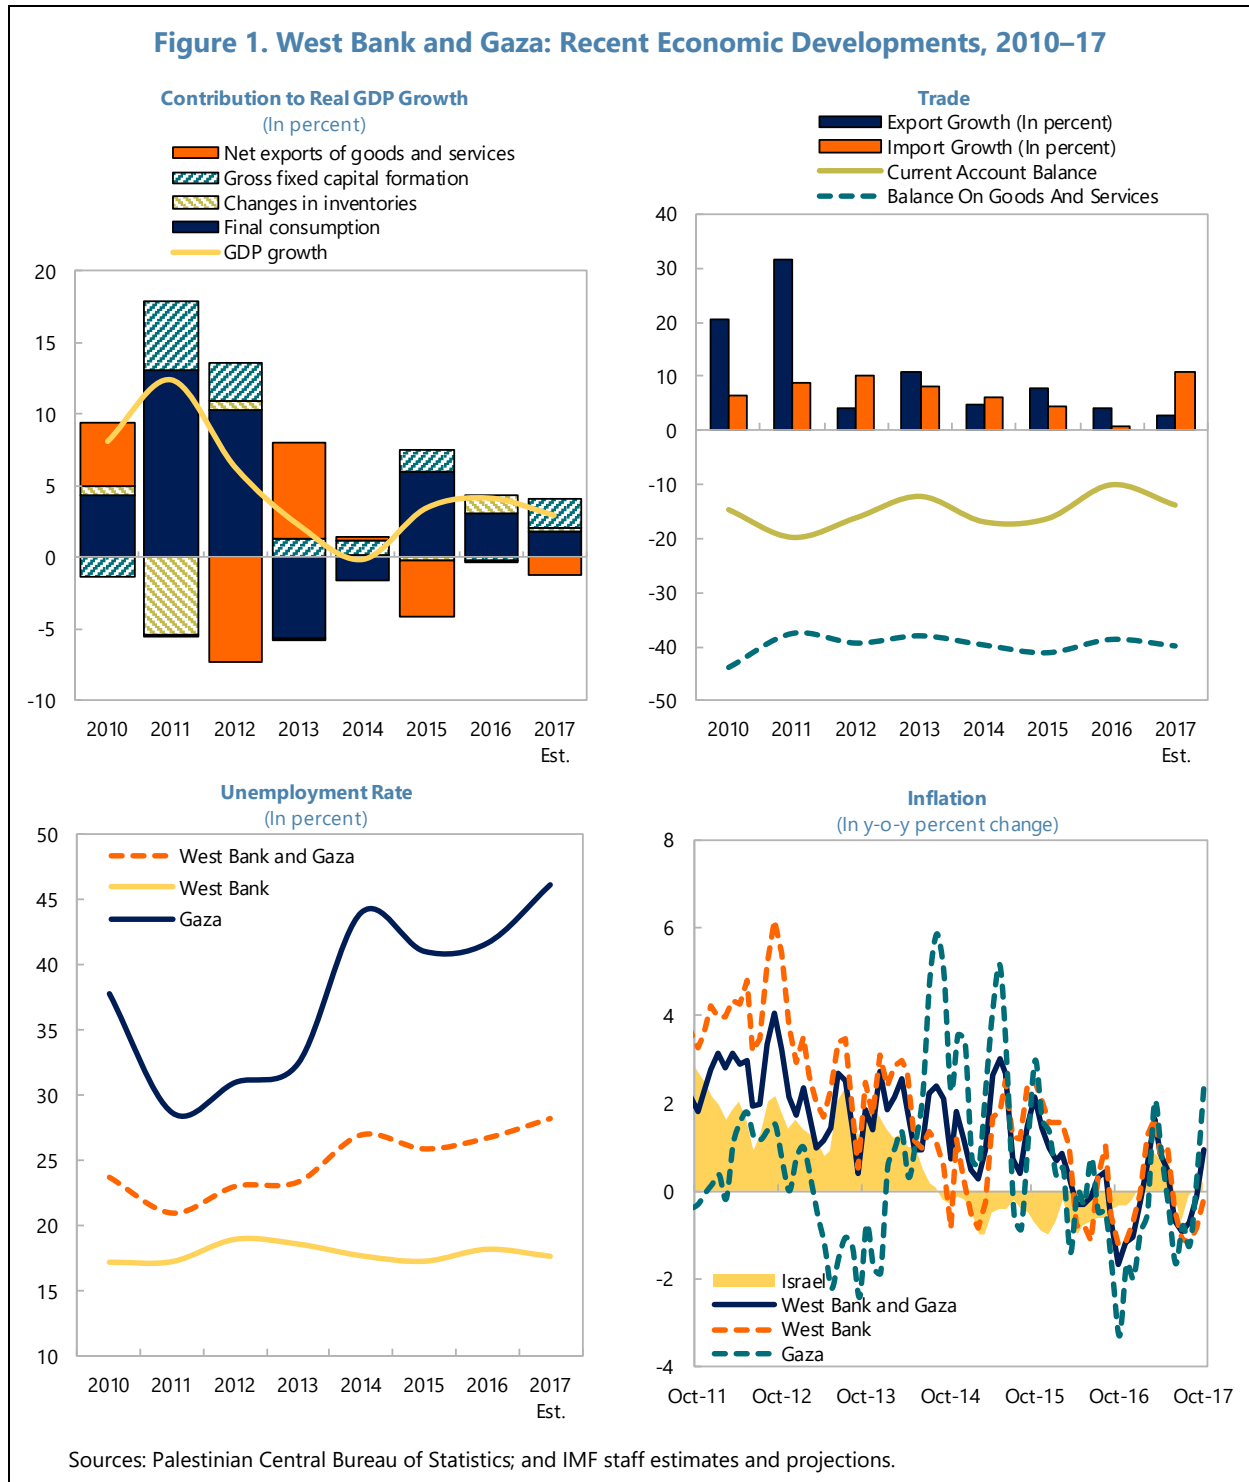 Figure 1. West Bank and Gaza: Recent Economic Developments, 2010–17
Contribution to Real GDP Growth
(In percent)
Net exports of goods and services
Gross fixed capital formation
Changes in inventories
Final consumption
GDP growth
20
15
10
5
0
-5
-10
2010 2011 2012 2013 2014 2015 2016 2017
Est.
Trade
Export Growth (In percent)
Import Growth (In percent)
Current Account Balance
Balance On Goods And Services
40
30
20
10
0
-10
-20
-30
-40
-50
2010 2011 2012 2013 2014 2015 2016 2017
Est.
Unemployment Rate
(In percent)
West Bank and Gaza
West Bank
Gaza
50
45
40
35
30
25
20
15
10
2010 2011 2012 2013 2014 2015 2016 2017
Est.
Inflation
(In y-o-y percent change)
8
6
4
2
0
-2
-4
Israel
West Bank and Gaza
West Bank
Gaza
Oct-11 Oct-12 Oct-13 Oct-14 Oct-15 Oct-16 Oct-17
Sources: Palestinian Central Bureau of Statistics; and IMF staff estimates and projections.